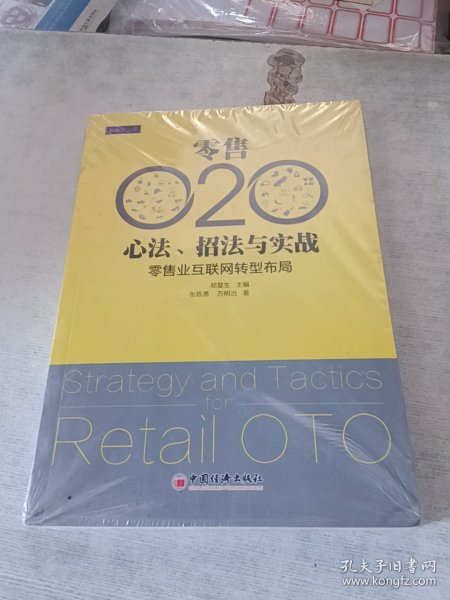 零售
O2O
心法、招法与实战
零售业互联网转型布局
郑复生 主编
张陈勇 万明治 著
Strategy and Tactics
for
Retail OTO
中国经济出版社
孔夫子旧书网
www.kongfz.com